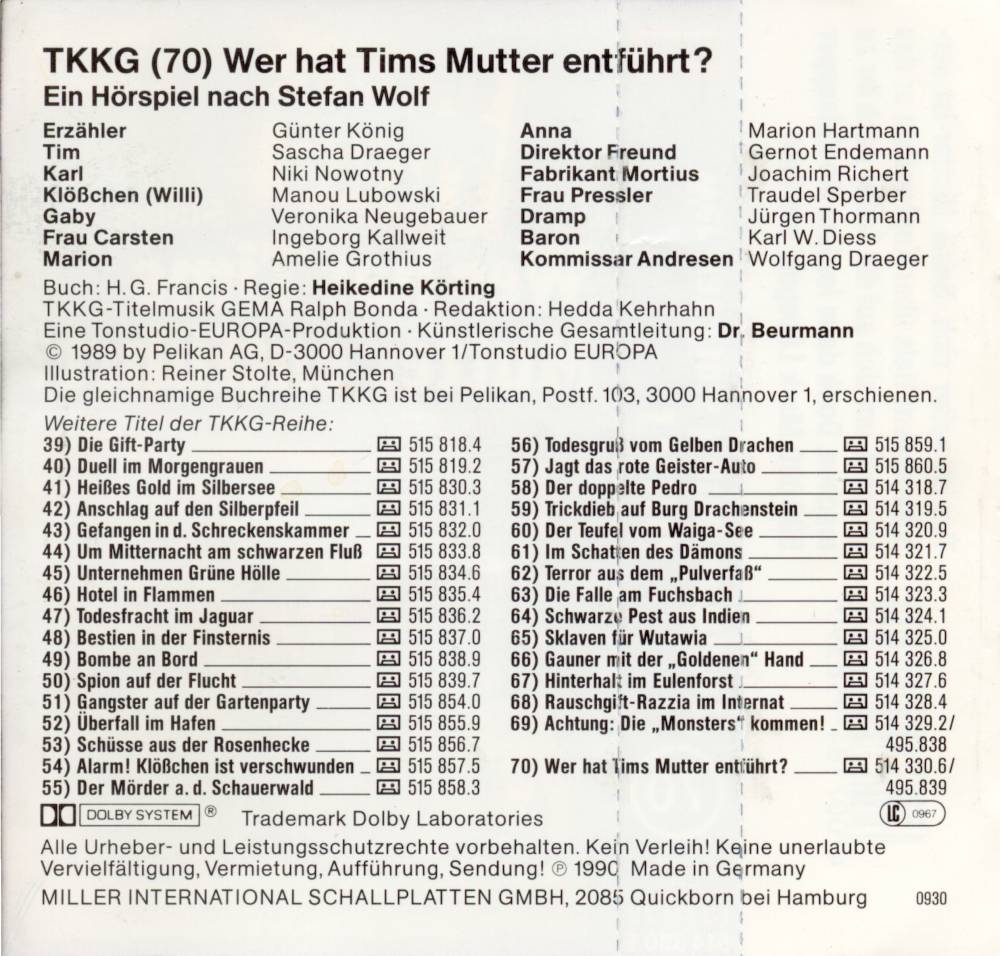 TKKG (70) Wer hat Tims Mutter entführt?
Ein Hörspiel nach Stefan Wolf
Erzähler Günter König
Tim Sascha Draeger
Karl Niki Nowotny
Klößchen (Willi) Manou Lubowski
Gaby Veronika Neugebauer
Frau Carsten Ingeborg Kallweit
Marion Amelie Grothius
Anna Marion Hartmann
Direktor Freund Gernot Endemann
Fabrikant Mortius Joachim Richert
Frau Pressler Traudel Sperber
Dramp Jürgen Thormann
Baron Karl W. Diess
Kommissar Andresen Wolfgang Draeger
Buch: H. G. Francis · Regie: Heikedine Körting
TKKG-Titelmusik GEMA Ralph Bonda · Redaktion: Hedda Kehrhahn
Eine Tonstudio-EUROPA-Produktion · Künstlerische Gesamtleitung: Dr. Beurmann
© 1989 by Pelikan AG, D-3000 Hannover 1/Tonstudio EUROPA
Illustration: Reiner Stolte, München
Die gleichnamige Buchreihe TKKG ist bei Pelikan, Postf. 103, 3000 Hannover 1, erschienen.
Weitere Titel der TKKG-Reihe:
39) Die Gift-Party 515 818.4
40) Duell im Morgengrauen 515 819.2
41) Heißes Gold im Silbersee 515 830.3
42) Anschlag auf den Silberpfeil 515 831.1
43) Gefangen in d. Schreckenskammer 515 832.0
44) Um Mitternacht am schwarzen Fluß 515 833.8
45) Unternehmen Grüne Hölle 515 834.6
46) Hotel in Flammen 515 835.4
47) Todesfracht im Jaguar 515 836.2
48) Bestien in der Finsternis 515 837.0
49) Bombe an Bord 515 838.9
50) Spion auf der Flucht 515 839.7
51) Gangster auf der Gartenparty 515 854.0
52) Überfall im Hafen 515 855.9
53) Schüsse aus der Rosenhecke 515 856.7
54) Alarm! Klößchen ist verschwunden 515 857.5
55) Der Mörder a. d. Schauerwald 515 858.3
56) Todesgruß vom Gelben Drachen 515 859.1
57) Jagt das rote Geister-Auto 515 860.5
58) Der doppelte Pedro 514 318.7
59) Trickdieb auf Burg Drachenstein 514 319.5
60) Der Teufel vom Waiga-See 514 320.9
61) Im Schatten des Dämons 514 321.7
62) Terror aus dem „Pulverfaß“ 514 322.5
63) Die Falle am Fuchsbach 514 323.3
64) Schwarze Pest aus Indien 514 324.1
65) Sklaven für Wutawia 514 325.0
66) Gauner mit der „Goldenen“ Hand 514 326.8
67) Hinterhalt im Eulenforst 514 327.6
68) Rauschgift-Razzia im Internat 514 328.4
69) Achtung: Die „Monsters“ kommen! 514 329.2/
495.838
70) Wer hat Tims Mutter entführt? 514 330.6/
495.839
DOLBY SYSTEM ® Trademark Dolby Laboratories
LC 0967
Alle Urheber- und Leistungsschutzrechte vorbehalten. Kein Verleih! Keine unerlaubte
Vervielfältigung, Vermietung, Aufführung, Sendung! ℗ 1990 Made in Germany
MILLER INTERNATIONAL SCHALLPLATTEN GMBH, 2085 Quickborn bei Hamburg 0930